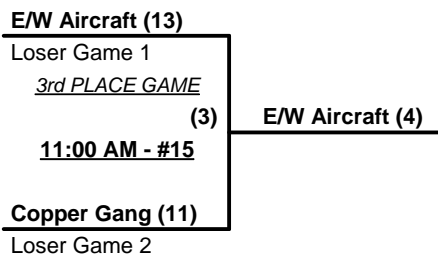 E/W Aircraft (13)
Loser Game 1
3rd PLACE GAME
(3)
E/W Aircraft (4)
11:00 AM - #15
Copper Gang (11)
Loser Game 2